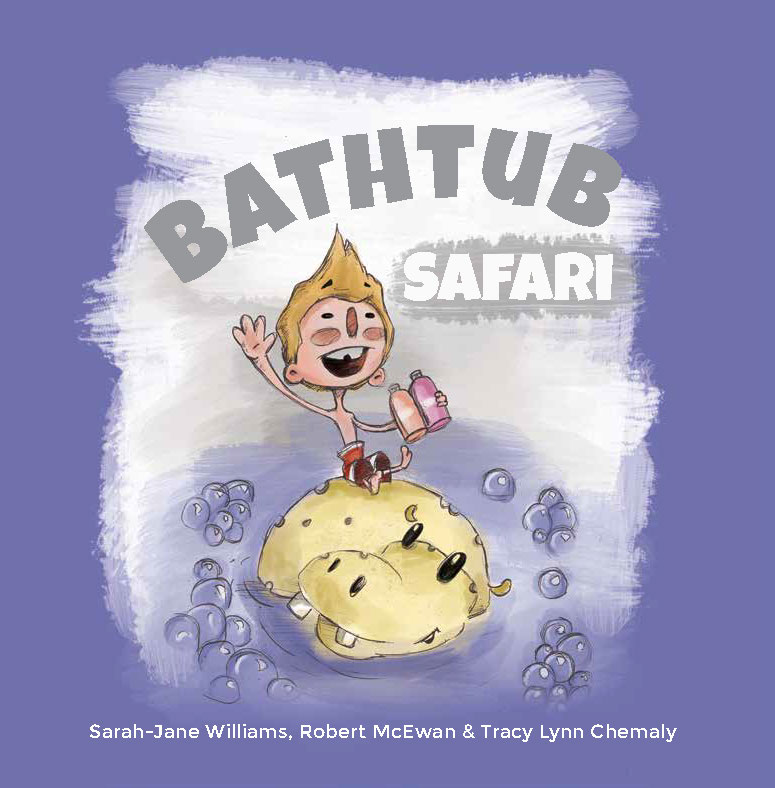 BATHTUB
SAFARI
Sarah-Jane Williams, Robert McEwan & Tracy Lynn Chemaly